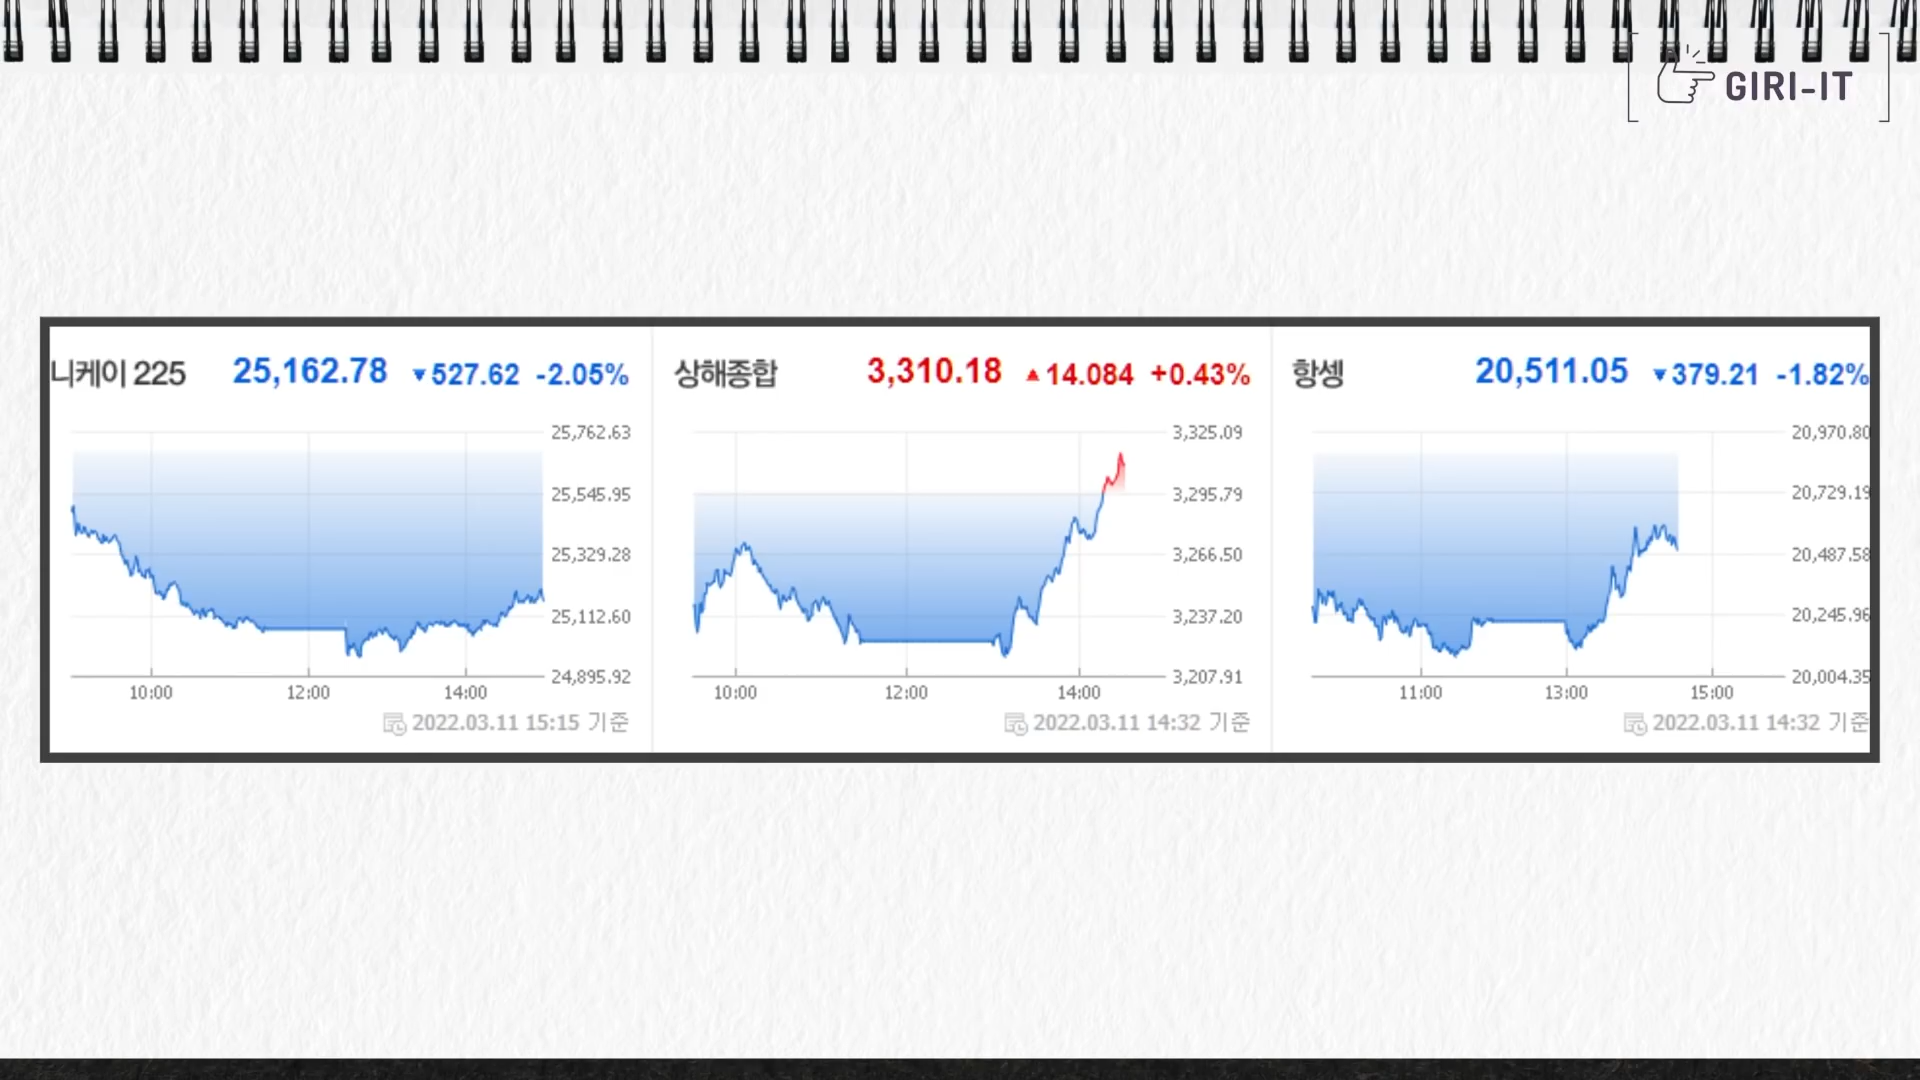 GIRI-IT
니케이 225 25,162.78 ▼527.62 -2.05%
25,762.63
25,545.95
25,329.28
25,112.60
24,895.92
10:00 12:00 14:00
2022.03.11 15:15 기준
상해종합 3,310.18 ▲14.084 +0.43%
3,325.09
3,295.79
3,266.50
3,237.20
3,207.91
10:00 12:00 14:00
2022.03.11 14:32 기준
항셍 20,511.05 ▼379.21 -1.82%
20,970.80
20,729.19
20,487.58
20,245.96
20,004.35
11:00 13:00 15:00
2022.03.11 14:32 기준